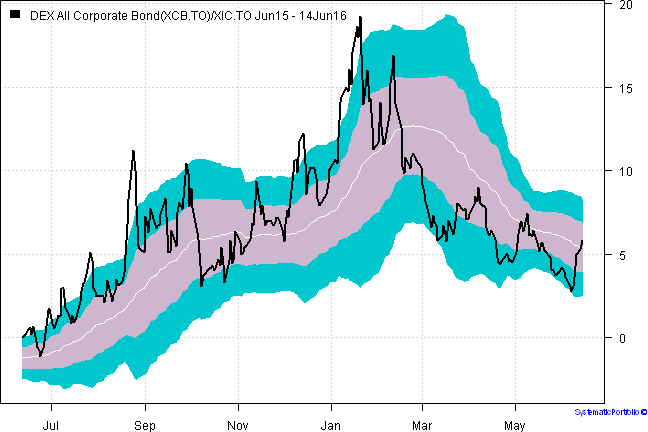 DEX All Corporate Bond(XCB.TO)/XIC.TO Jun15 - 14Jun16
20
15
10
5
0
Jul Sep Nov Jan Mar May
SystematicPortfolio ©